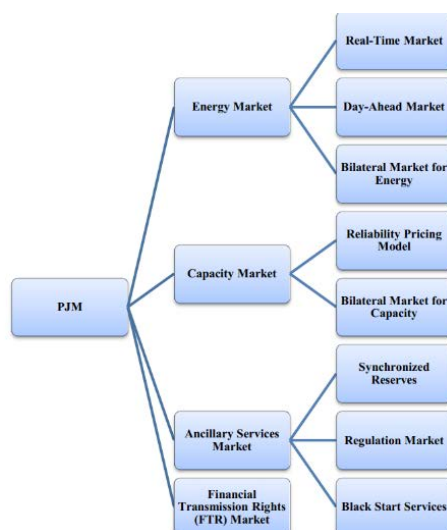 PJM
Energy Market
Real-Time Market
Day-Ahead Market
Bilateral Market for
Energy
Capacity Market
Reliability Pricing
Model
Bilateral Market for
Capacity
Ancillary Services
Market
Synchronized
Reserves
Regulation Market
Black Start Services
Financial
Transmission Rights
(FTR) Market